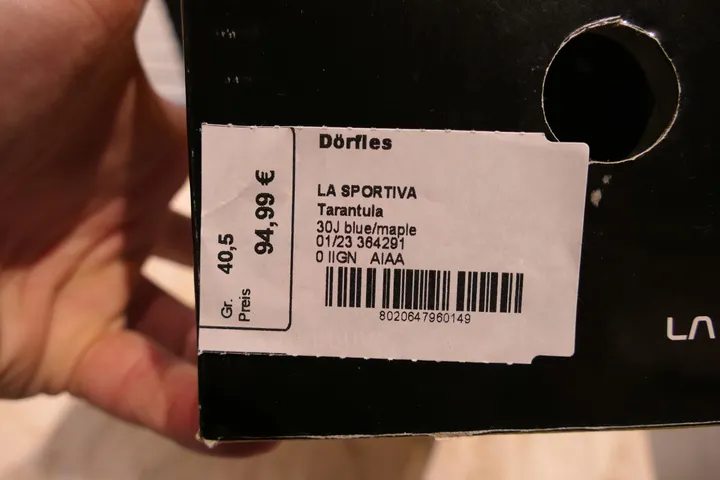 Dörfles
LA SPORTIVA
Tarantula
30J blue/maple
01/23 364291
0 IIGN AIAA
8020647960149
Gr. 40,5
Preis 94,99 €
LA